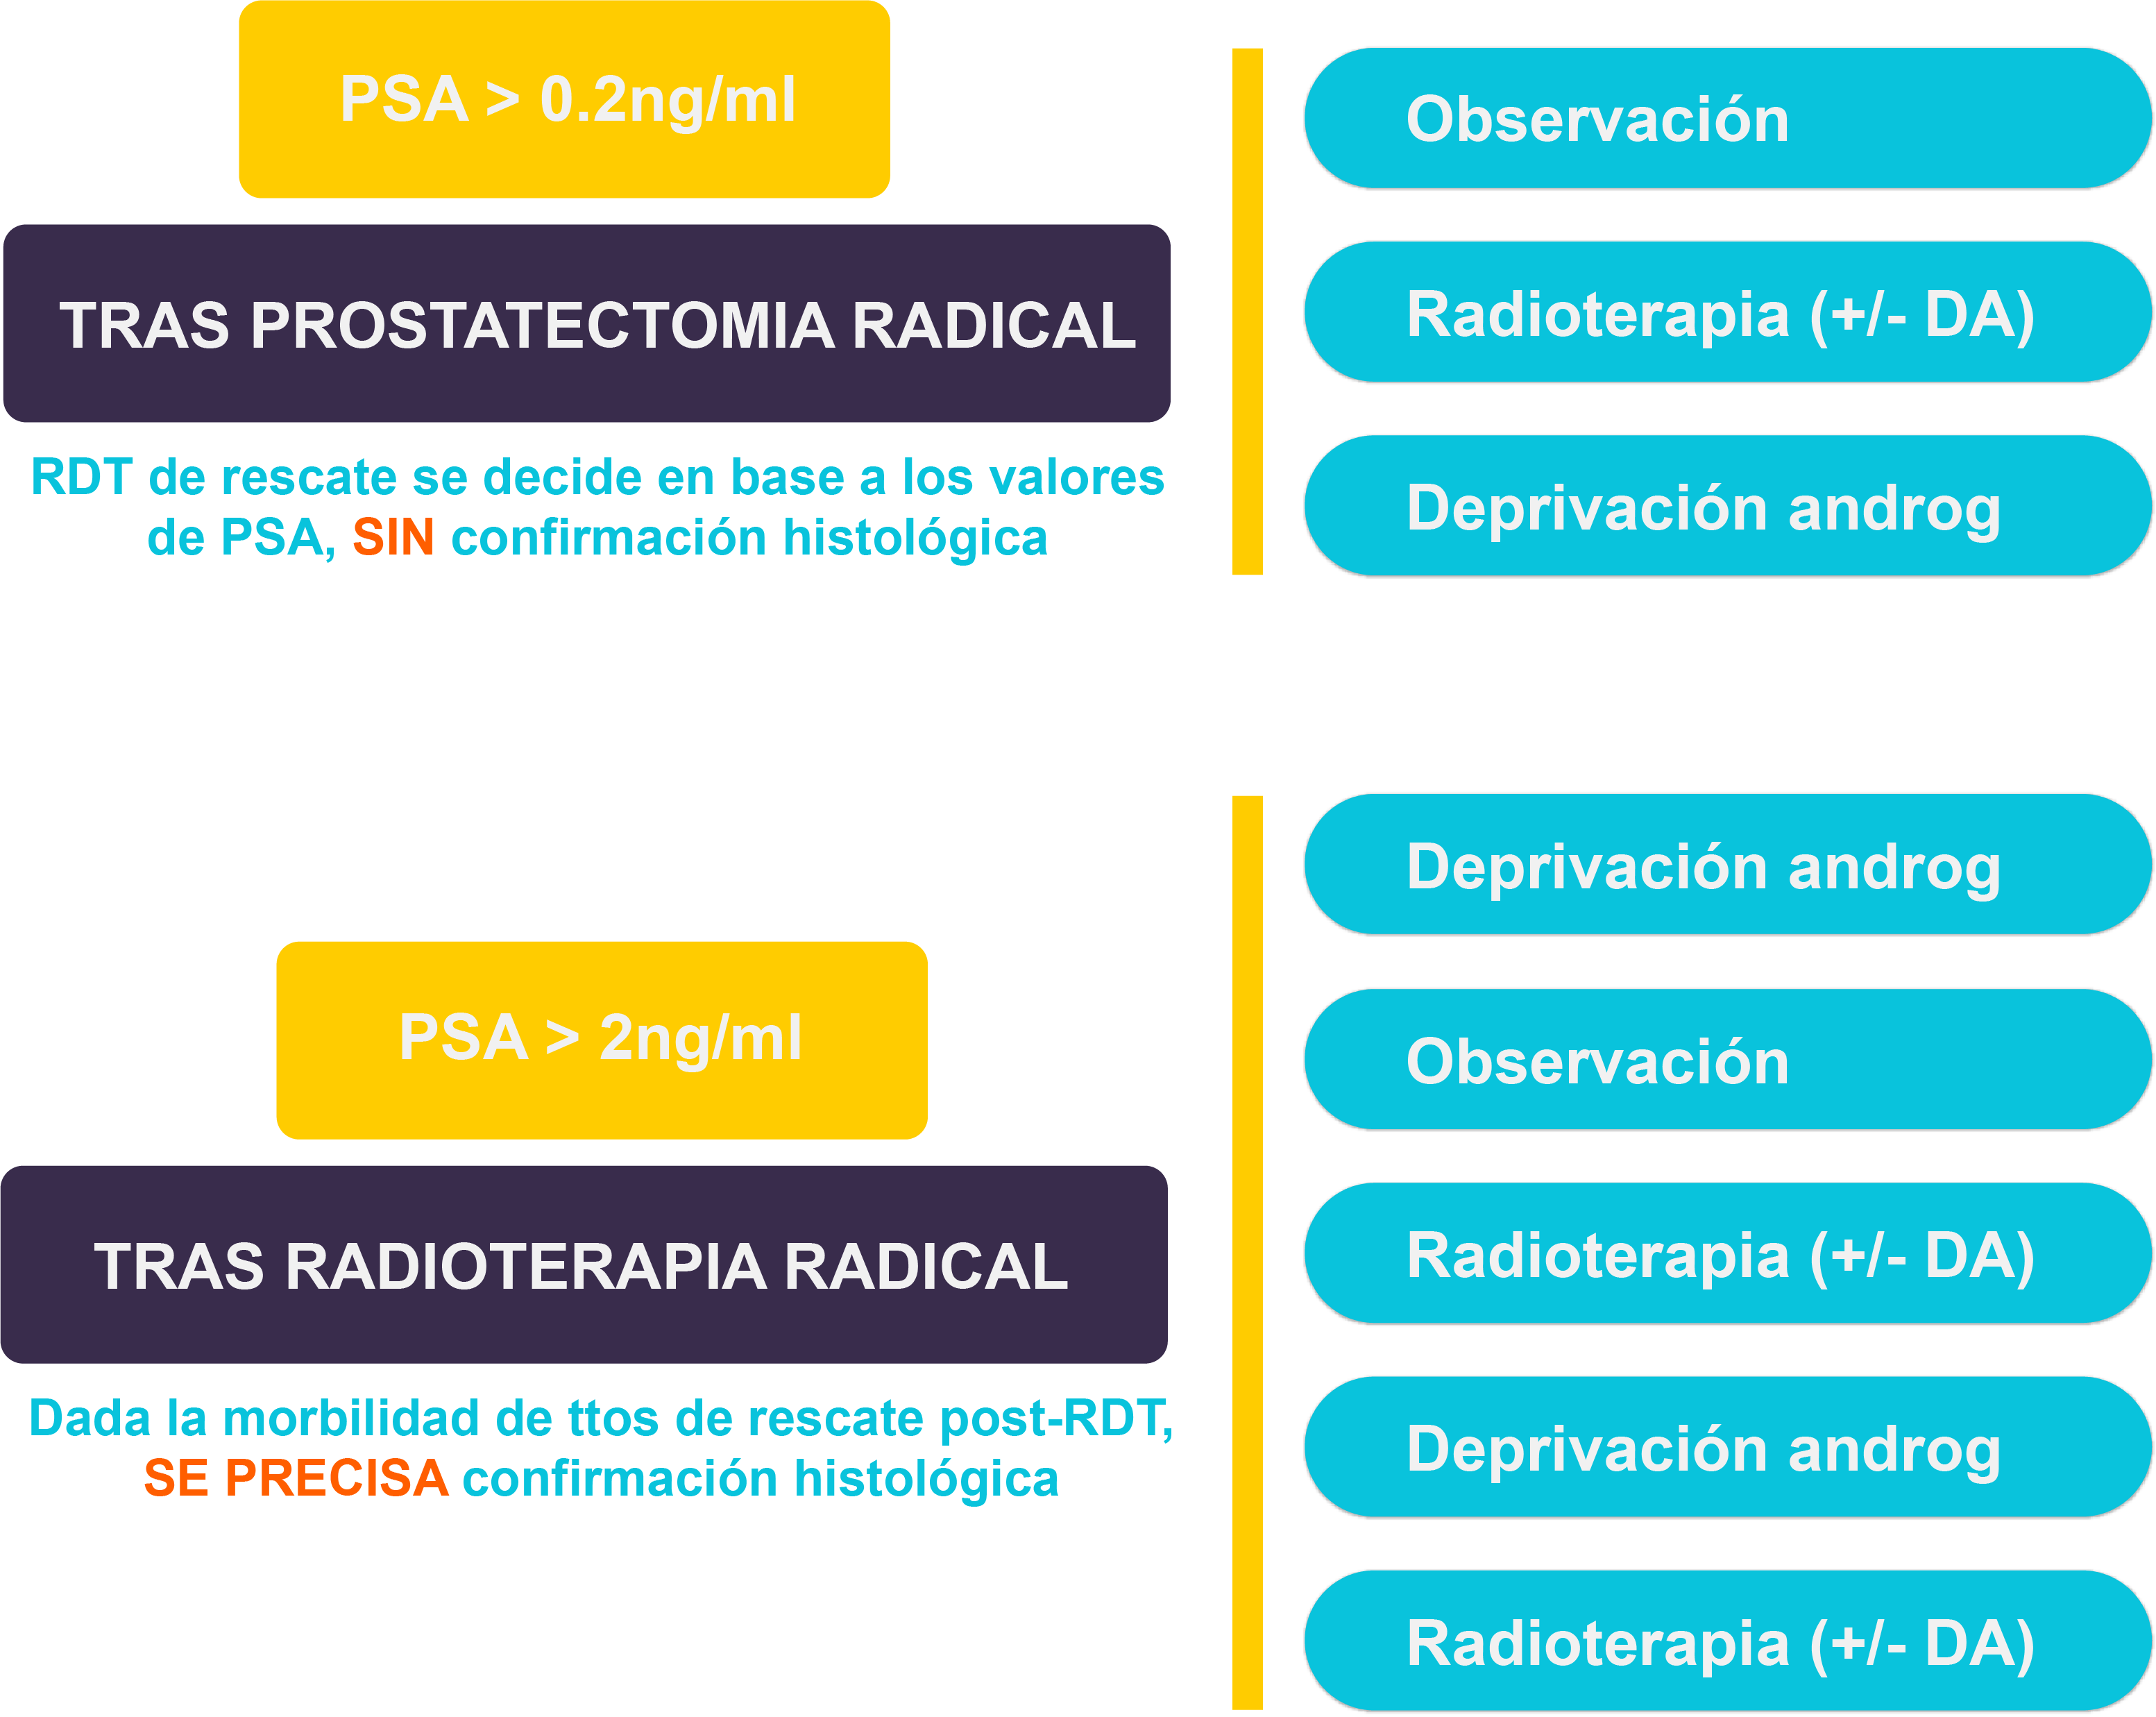 PSA > 0.2ng/ml
TRAS PROSTATECTOMIA RADICAL
RDT de rescate se decide en base a los valores
de PSA, SIN confirmación histológica
Observación
Radioterapia (+/- DA)
Deprivación androg
PSA > 2ng/ml
TRAS RADIOTERAPIA RADICAL
Dada la morbilidad de ttos de rescate post-RDT,
SE PRECISA confirmación histológica
Deprivación androg
Observación
Radioterapia (+/- DA)
Deprivación androg
Radioterapia (+/- DA)